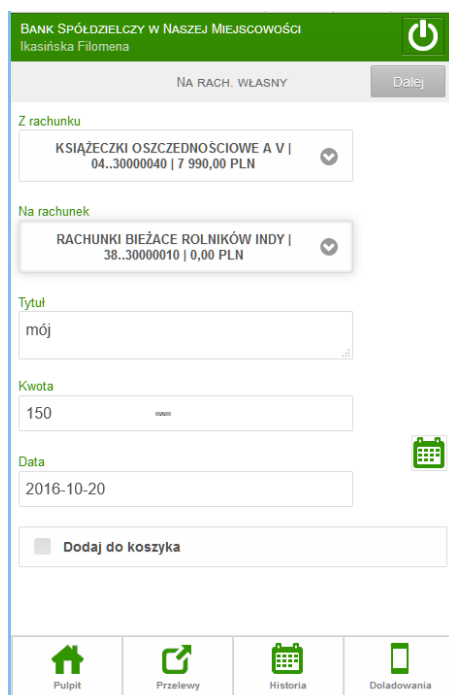 BANK SPÓŁDZIELCZY W NASZEJ MIEJSCOWOŚCI
Ikasińska Filomena
NA RACH. WŁASNY
Dalej
Z rachunku
KSIĄŻECZKI OSZCZEDNOŚCIOWE A V |
04..30000040 | 7 990,00 PLN
Na rachunek
RACHUNKI BIEŻACE ROLNIKÓW INDY |
38..30000010 | 0,00 PLN
Tytuł
mój
Kwota
150
Data
2016-10-20
Dodaj do koszyka
Pulpit
Przelewy
Historia
Doladowania